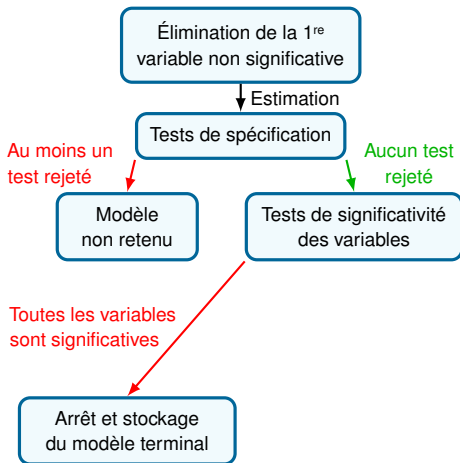 Élimination de la 1re
variable non significative
Estimation
Tests de spécification
Au moins un
test rejeté
Aucun test
rejeté
Modèle
non retenu
Tests de significativité
des variables
Toutes les variables
sont significatives
Arrêt et stockage
du modèle terminal